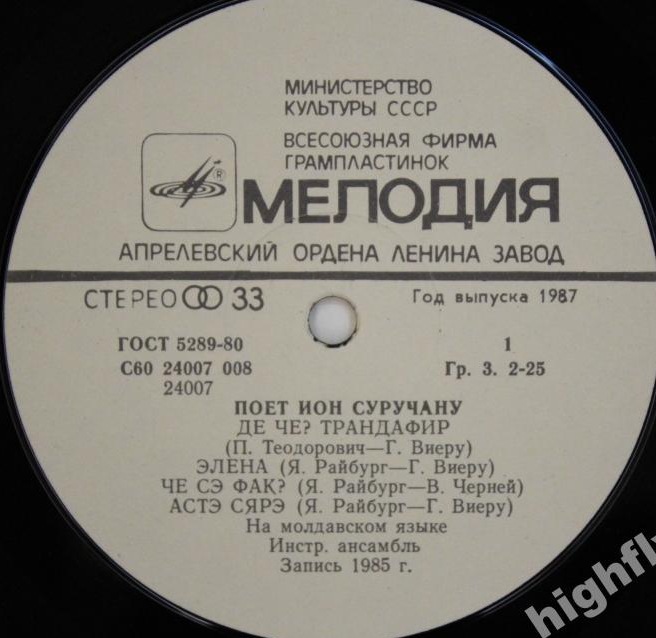 МИНИСТЕРСТВО
КУЛЬТУРЫ СССР
ВСЕСОЮЗНАЯ ФИРМА
ГРАМПЛАСТИНОК
®
МЕЛОДИЯ
АПРЕЛЕВСКИЙ ОРДЕНА ЛЕНИНА ЗАВОД
СТЕРЕО 33
Год выпуска 1987
ГОСТ 5289-80
1
С60 24007 008
Гр. 3. 2-25
24007
ПОЕТ ИОН СУРУЧАНУ
ДЕ ЧЕ? ТРАНДАФИР
(П. Теодорович—Г. Виеру)
ЭЛЕНА (Я. Райбург—Г. Виеру)
ЧЕ СЭ ФАК? (Я. Райбург—В. Черней)
АСТЭ СЯРЭ (Я. Райбург—Г. Виеру)
На молдавском языке
Инстр. ансамбль
Запись 1985 г.